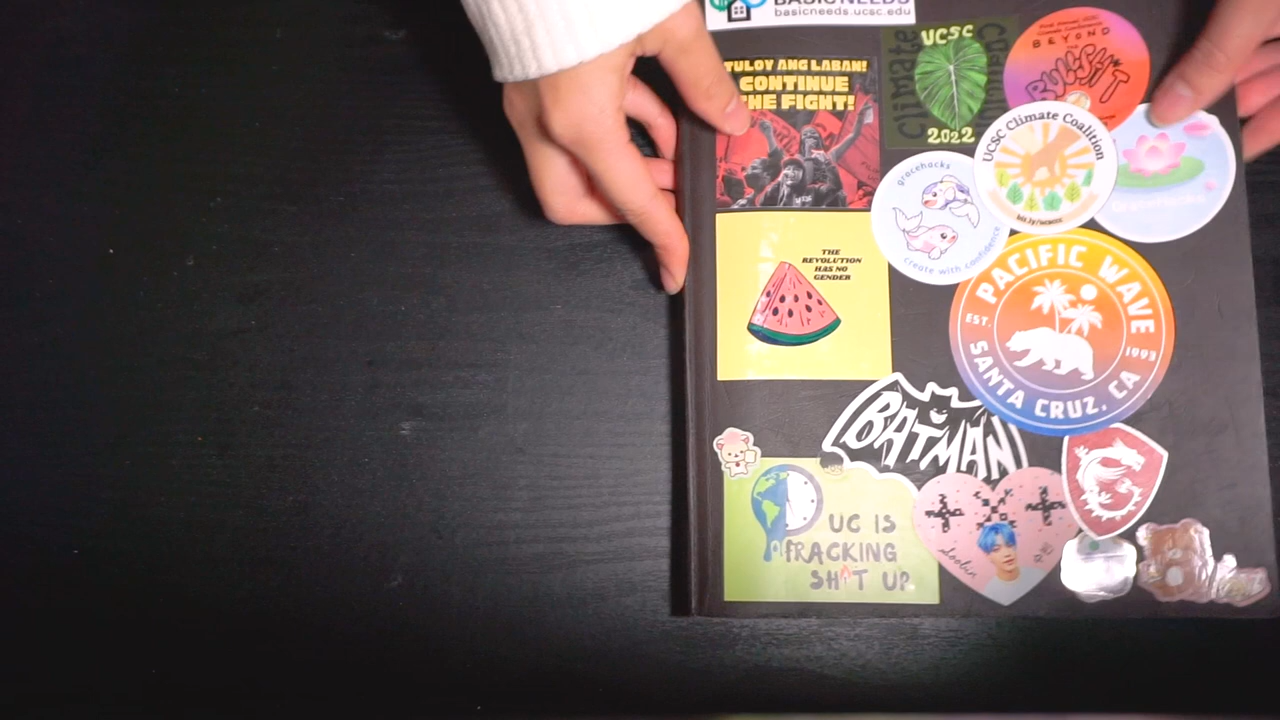 BASIC NEEDS
basicneeds.ucsc.edu
TULOY ANG LABAN!
CONTINUE
THE FIGHT!
Climate
UCSC
2022
BEYOND
THE
BULLSH!T
UCSC Climate Coalition
gracehacks
create with confidence
THE
REVOLUTION
HAS NO
GENDER
PACIFIC WAVE
EST. 1993
SANTA CRUZ, CA
BATMAN
UC IS
FRACKING
SH T UP
Soobin